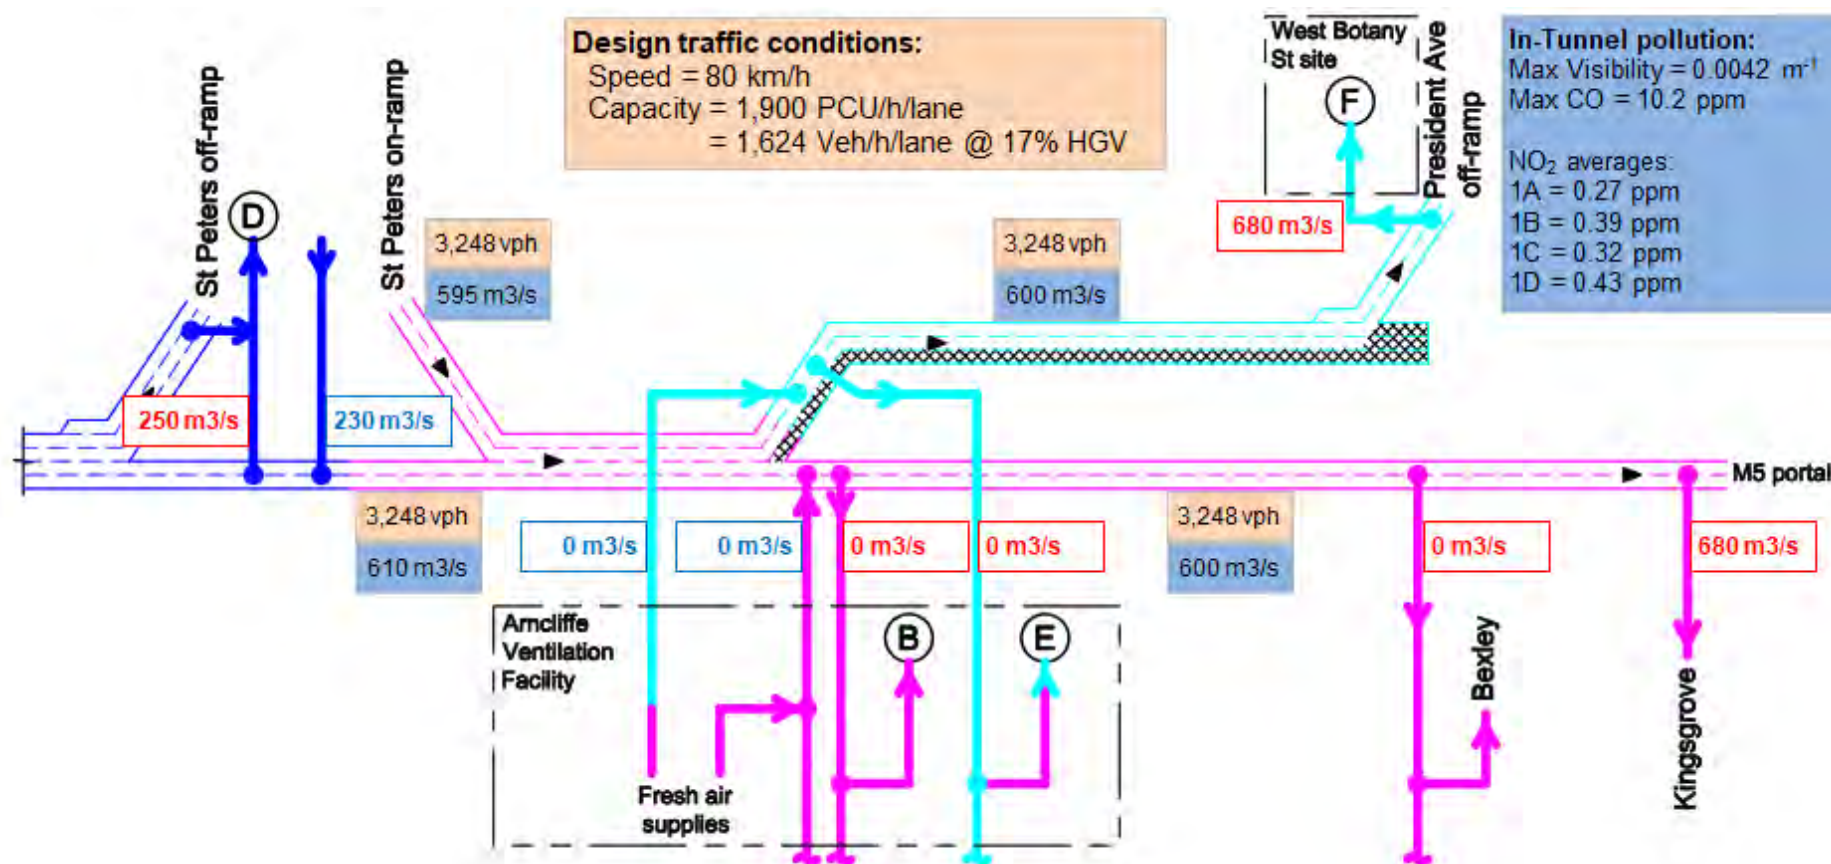 Design traffic conditions:
Speed = 80 km/h
Capacity = 1,900 PCU/h/lane
= 1,624 Veh/h/lane @ 17% HGV
West Botany
St site
F
President Ave
off-ramp
In-Tunnel pollution:
Max Visibility = 0.0042 m⁻¹
Max CO = 10.2 ppm
NO₂ averages:
1A = 0.27 ppm
1B = 0.39 ppm
1C = 0.32 ppm
1D = 0.43 ppm
St Peters off-ramp
D
St Peters on-ramp
3,248 vph
595 m3/s
3,248 vph
600 m3/s
680 m3/s
250 m3/s
230 m3/s
M5 portal
3,248 vph
610 m3/s
0 m3/s
0 m3/s
0 m3/s
0 m3/s
3,248 vph
600 m3/s
0 m3/s
680 m3/s
Arncliffe
Ventilation
Facility
B
E
Fresh air
supplies
Bexley
Kingsgrove